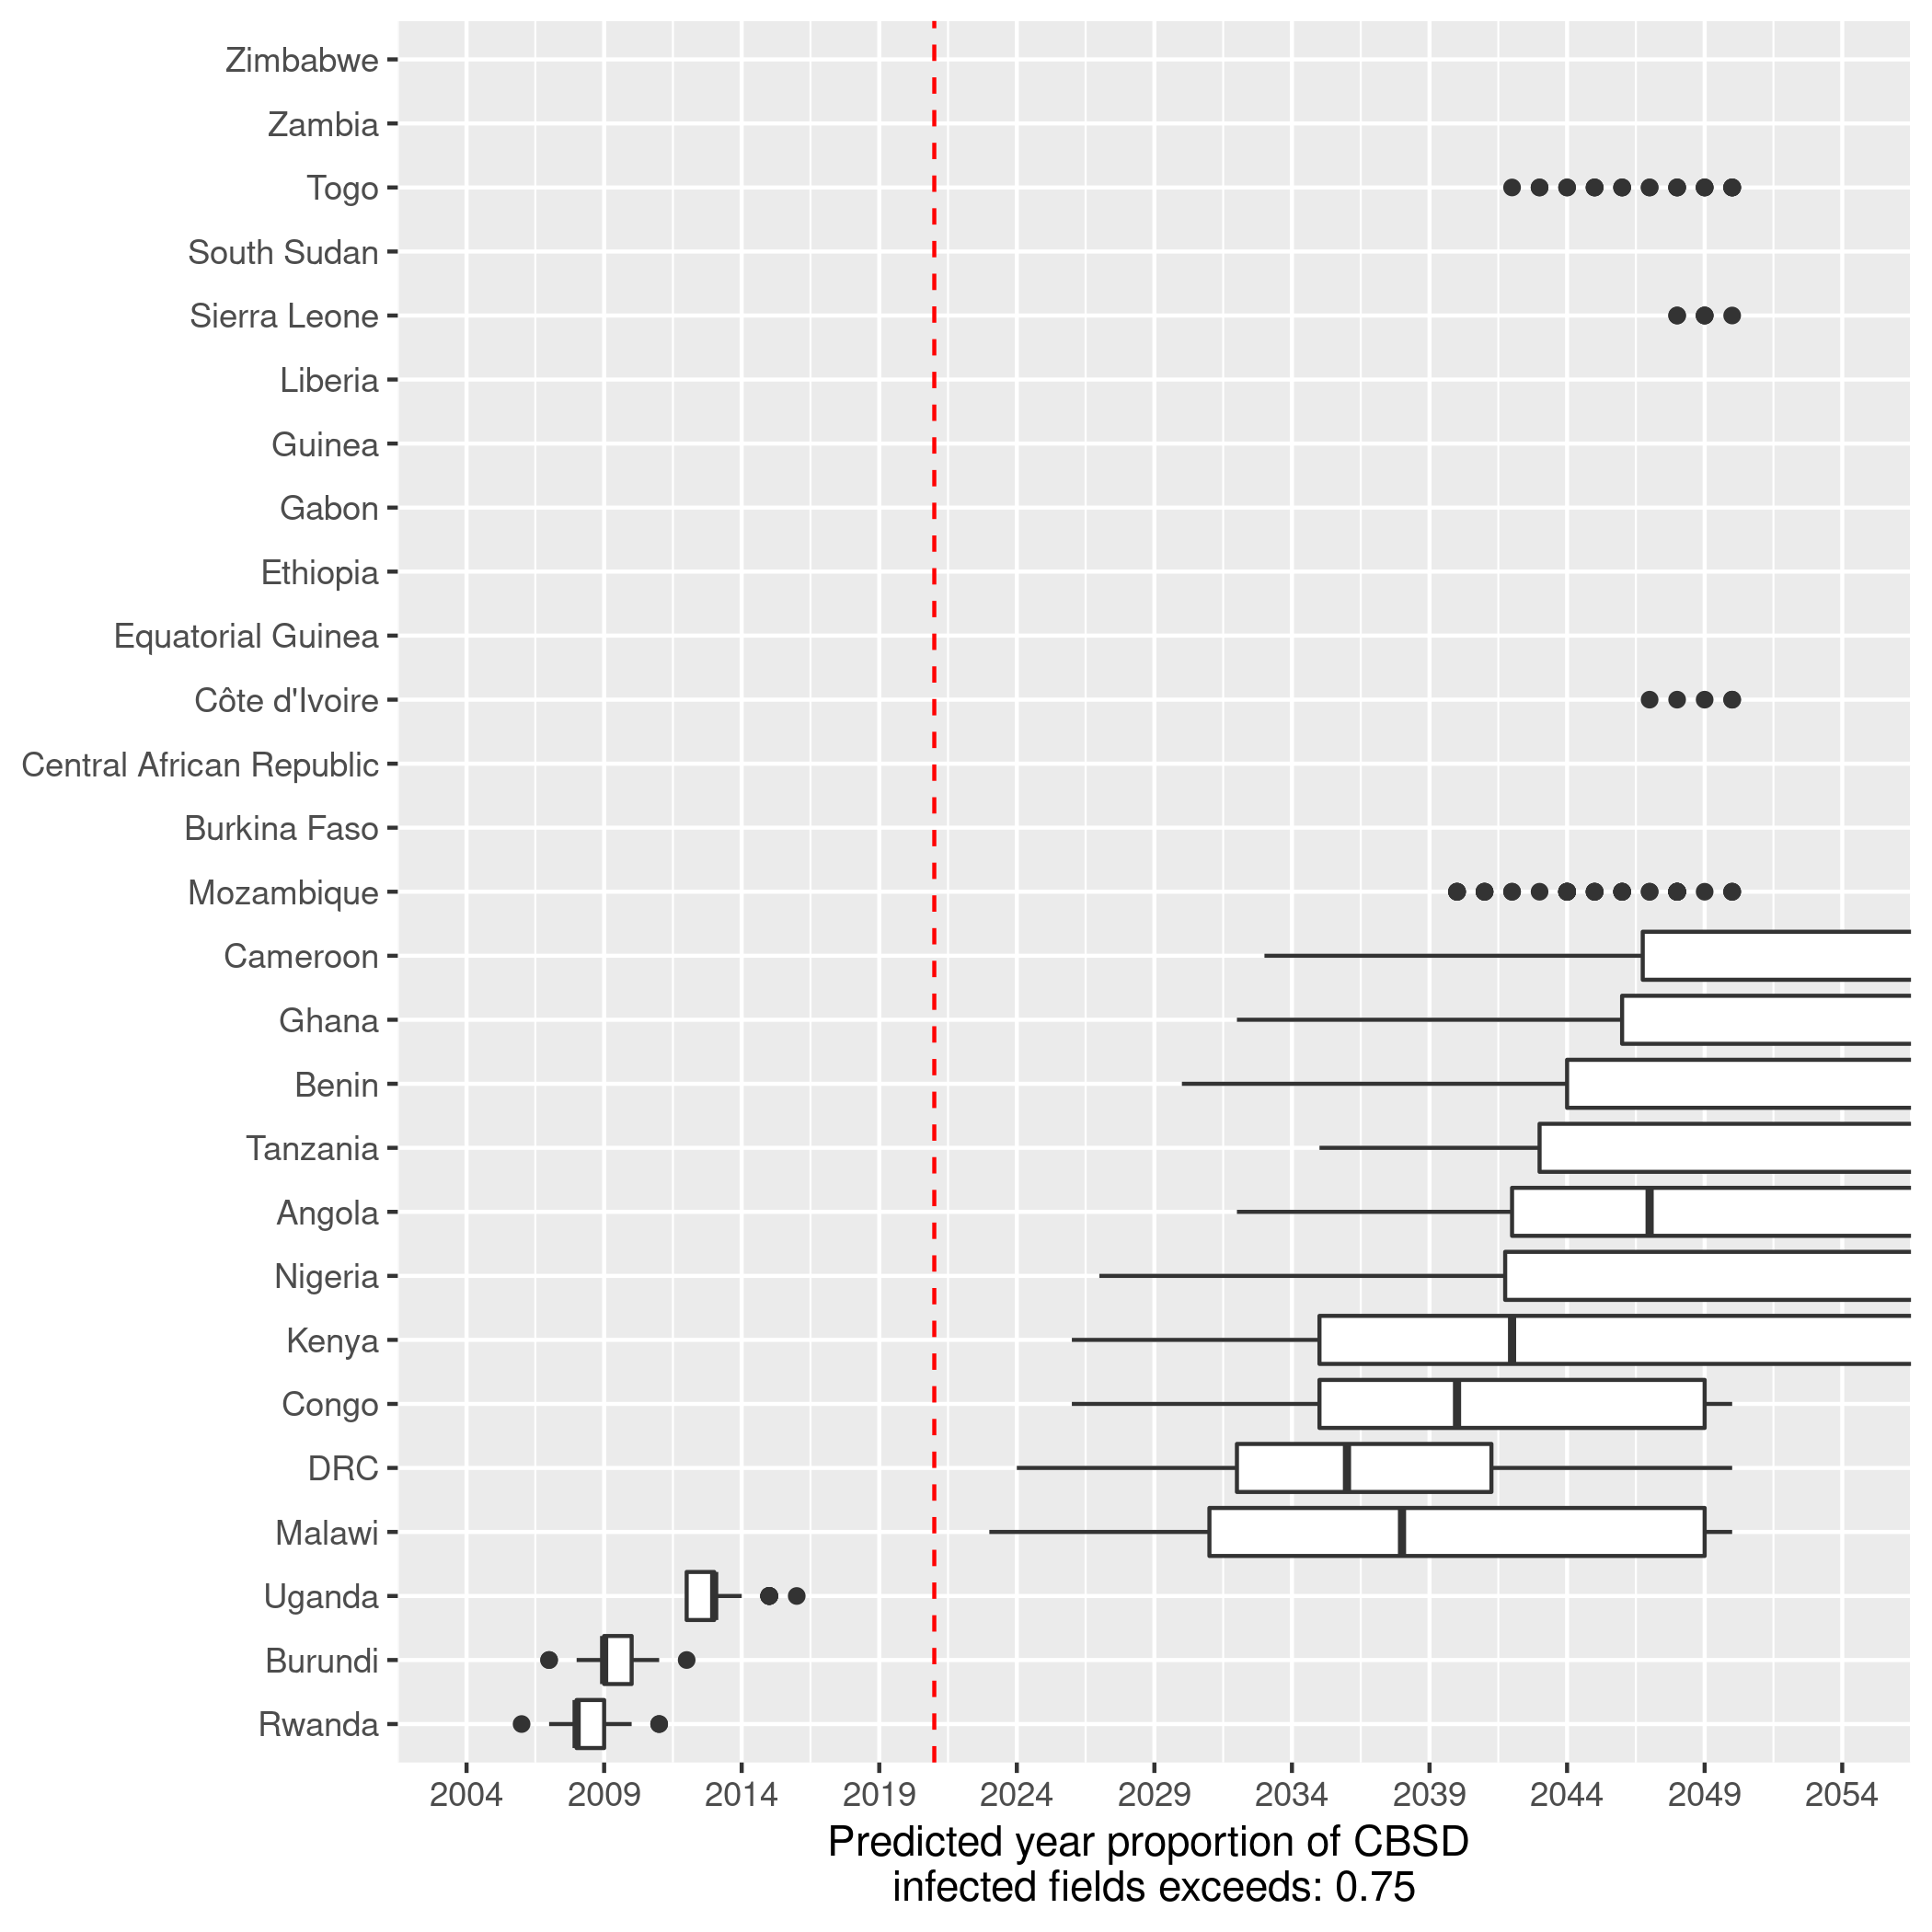 Zimbabwe
Zambia
Togo
South Sudan
Sierra Leone
Liberia
Guinea
Gabon
Ethiopia
Equatorial Guinea
Côte d'Ivoire
Central African Republic
Burkina Faso
Mozambique
Cameroon
Ghana
Benin
Tanzania
Angola
Nigeria
Kenya
Congo
DRC
Malawi
Uganda
Burundi
Rwanda
2004 2009 2014 2019 2024 2029 2034 2039 2044 2049 2054
Predicted year proportion of CBSD
infected fields exceeds: 0.75